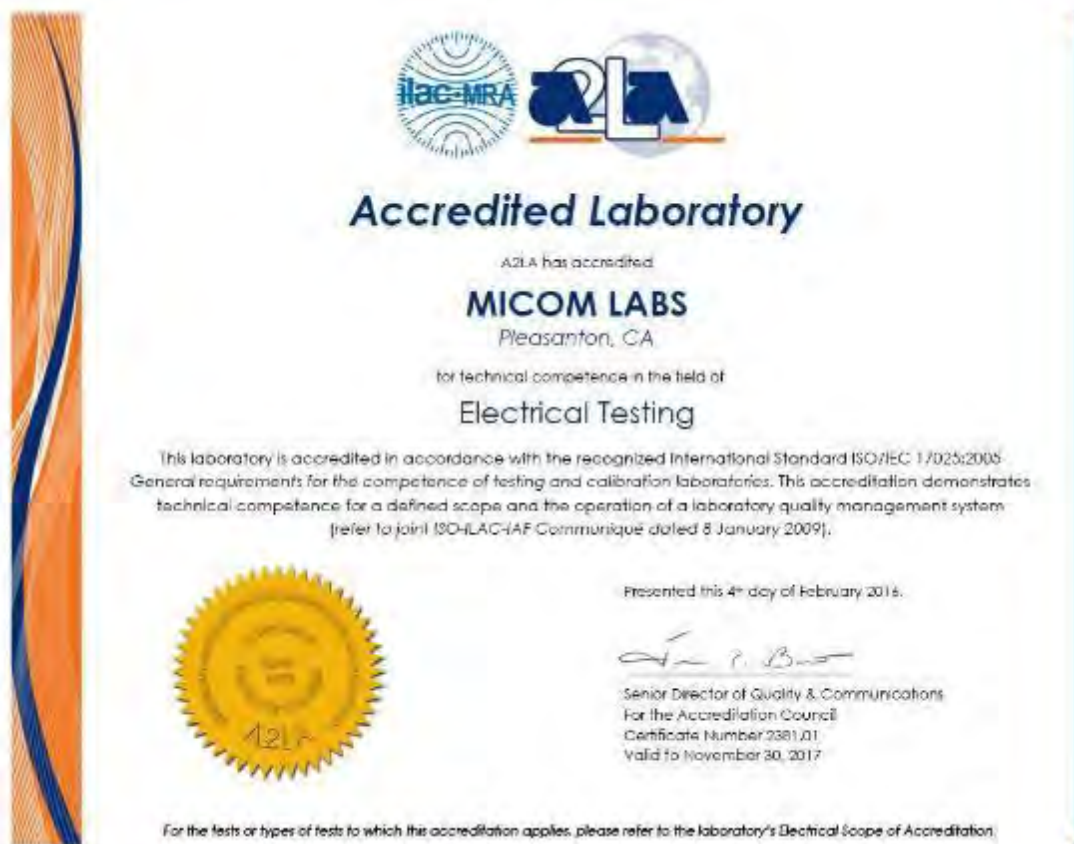 ilac-MRA A2LA
Accredited Laboratory
A2LA has accredited
MICOM LABS
Pleasanton, CA
for technical competence in the field of
Electrical Testing
This laboratory is accredited in accordance with the recognized International Standard ISO/IEC 17025:2005
General requirements for the competence of testing and calibration laboratories. This accreditation demonstrates
technical competence for a defined scope and the operation of a laboratory quality management system
(refer to joint ISO-ILAC-IAF Communiqué dated 8 January 2009).
Presented this 4th day of February 2016.
Senior Director of Quality & Communications
For the Accreditation Council
Certificate Number 2381.01
Valid to November 30, 2017
A2LA
For the tests or types of tests to which this accreditation applies, please refer to the laboratory's Electrical Scope of Accreditation.